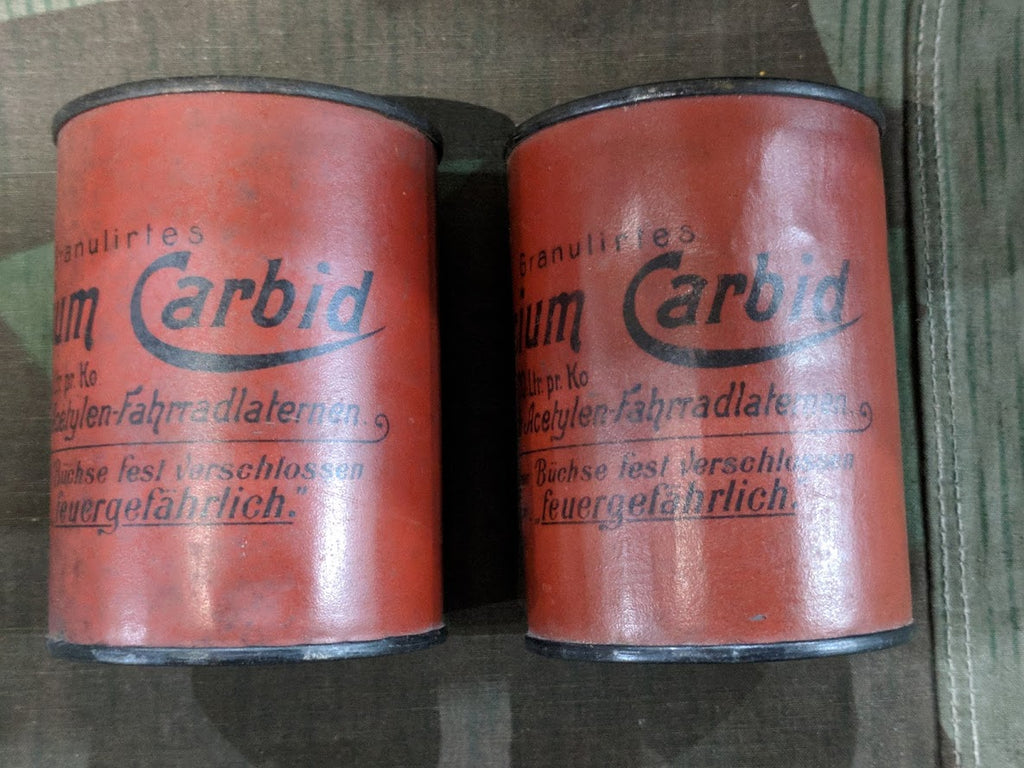 Granulirtes
um Carbid
Ltr. pr. Ko
Acetylen-Fahrradlaternen.
Büchse fest verschlossen
feuergefährlich."
Granulirtes
ium Carbid
Ltr. pr. Ko
Acetylen-Fahrradlaternen.
Büchse fest verschlossen
„feuergefährlich."